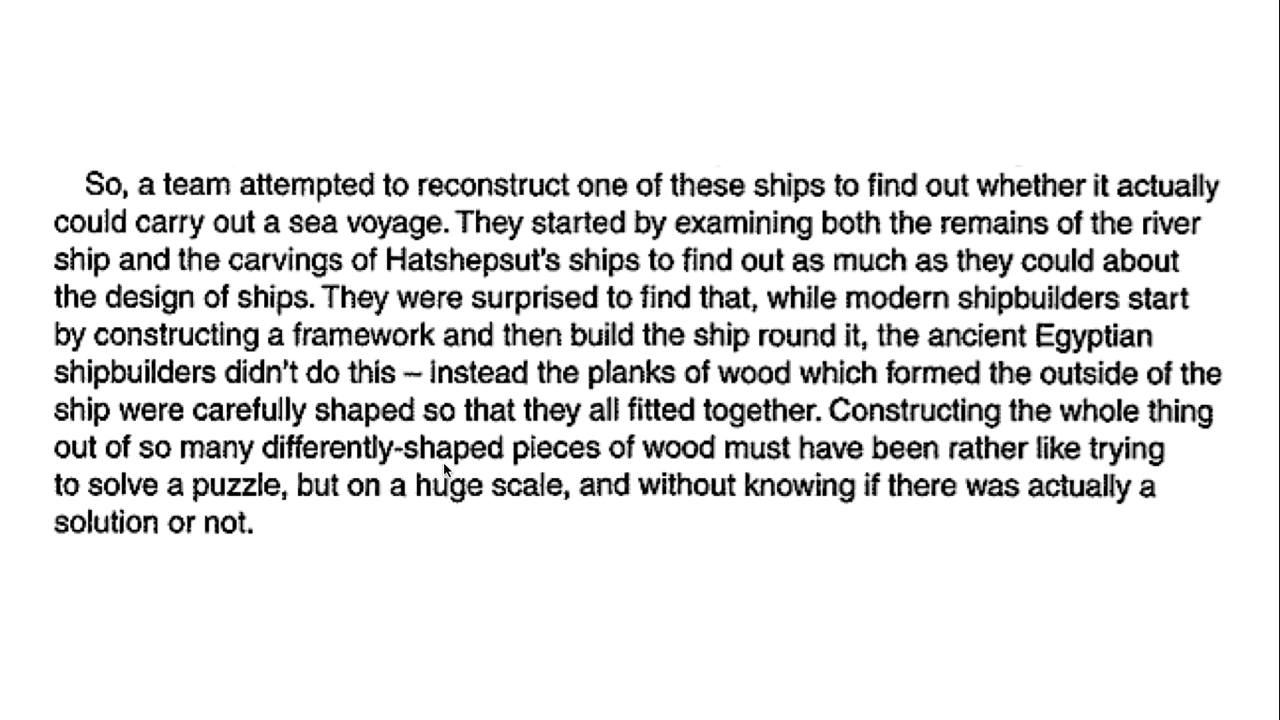 So, a team attempted to reconstruct one of these ships to find out whether it actually
could carry out a sea voyage. They started by examining both the remains of the river
ship and the carvings of Hatshepsut's ships to find out as much as they could about
the design of ships. They were surprised to find that, while modern shipbuilders start
by constructing a framework and then build the ship round it, the ancient Egyptian
shipbuilders didn't do this – instead the planks of wood which formed the outside of the
ship were carefully shaped so that they all fitted together. Constructing the whole thing
out of so many differently-shaped pieces of wood must have been rather like trying
to solve a puzzle, but on a huge scale, and without knowing if there was actually a
solution or not.